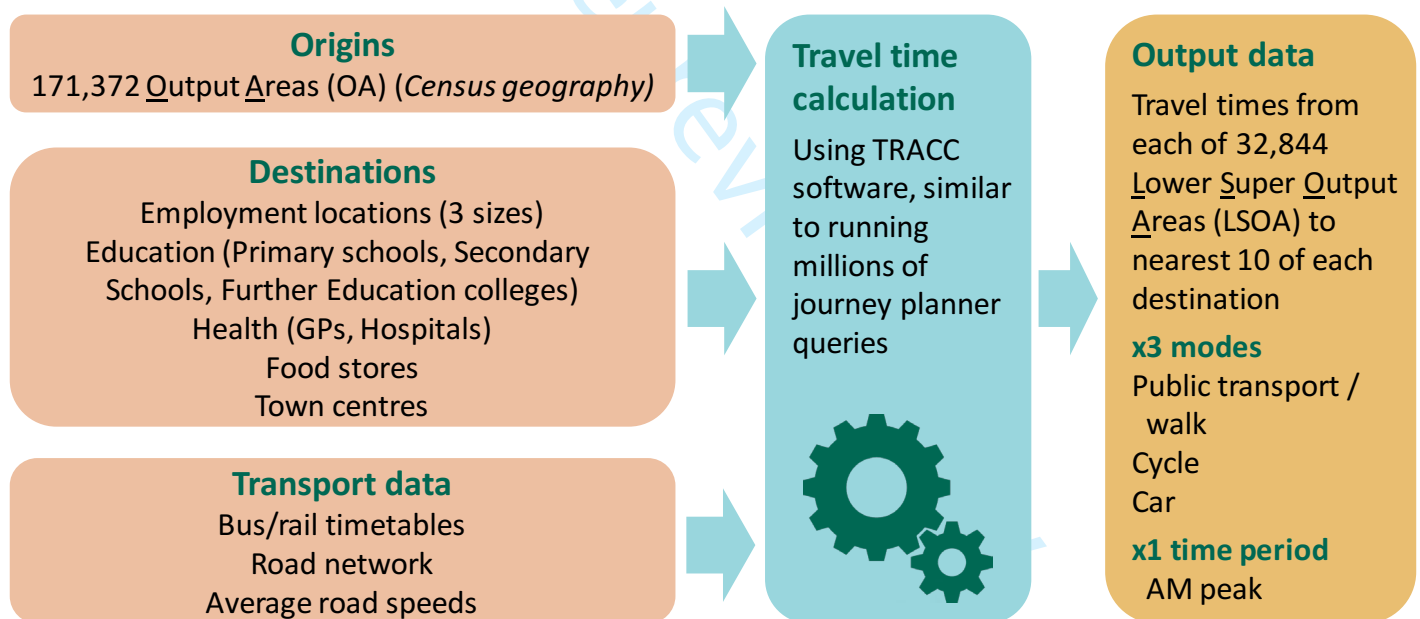 Origins
171,372 Output Areas (OA) (Census geography)
Destinations
Employment locations (3 sizes)
Education (Primary schools, Secondary
Schools, Further Education colleges)
Health (GPs, Hospitals)
Food stores
Town centres
Transport data
Bus/rail timetables
Road network
Average road speeds
Travel time
calculation
Using TRACC
software, similar
to running
millions of
journey planner
queries
Output data
Travel times from
each of 32,844
Lower Super Output
Areas (LSOA) to
nearest 10 of each
destination
x3 modes
Public transport /
walk
Cycle
Car
x1 time period
AM peak